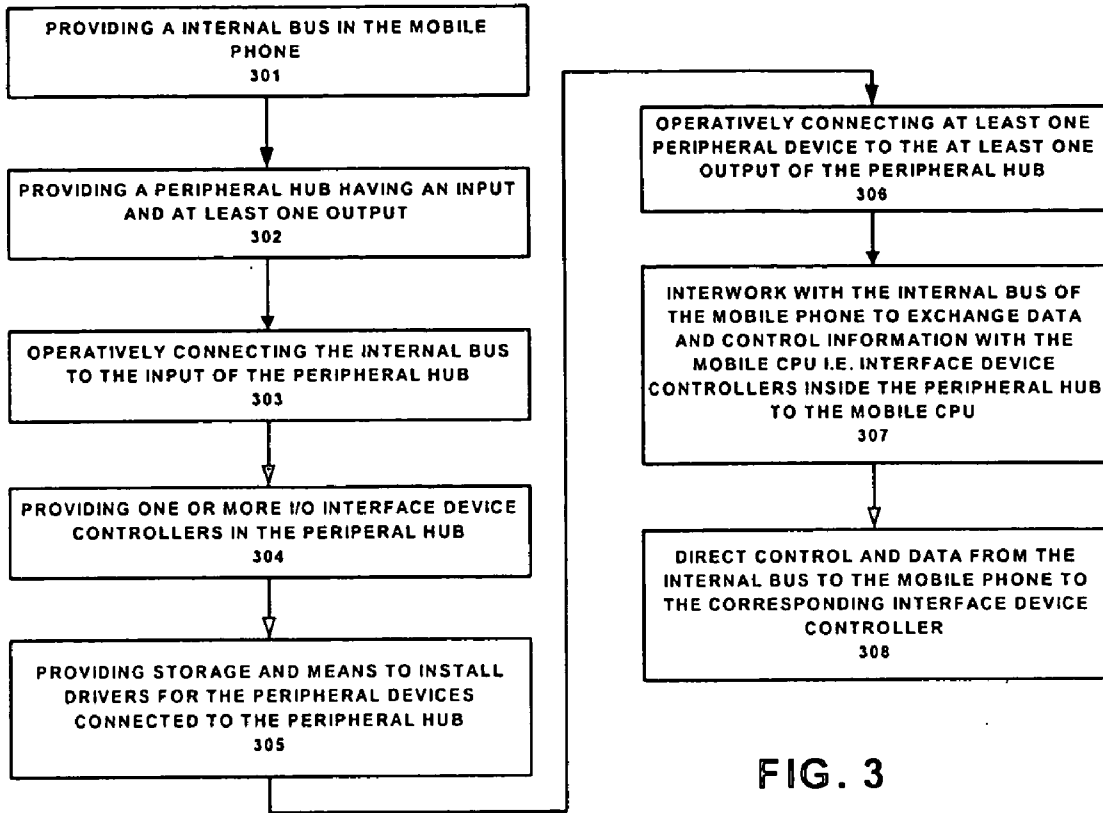 PROVIDING A INTERNAL BUS IN THE MOBILE
PHONE
301
PROVIDING A PERIPHERAL HUB HAVING AN INPUT
AND AT LEAST ONE OUTPUT
302
OPERATIVELY CONNECTING THE INTERNAL BUS
TO THE INPUT OF THE PERIPHERAL HUB
303
PROVIDING ONE OR MORE I/O INTERFACE DEVICE
CONTROLLERS IN THE PERIPERAL HUB
304
PROVIDING STORAGE AND MEANS TO INSTALL
DRIVERS FOR THE PERIPHERAL DEVICES
CONNECTED TO THE PERIPHERAL HUB
305
OPERATIVELY CONNECTING AT LEAST ONE
PERIPHERAL DEVICE TO THE AT LEAST ONE
OUTPUT OF THE PERIPHERAL HUB
306
INTERWORK WITH THE INTERNAL BUS OF
THE MOBILE PHONE TO EXCHANGE DATA
AND CONTROL INFORMATION WITH THE
MOBILE CPU I.E. INTERFACE DEVICE
CONTROLLERS INSIDE THE PERIPHERAL HUB
TO THE MOBILE CPU
307
DIRECT CONTROL AND DATA FROM THE
INTERNAL BUS TO THE MOBILE PHONE TO
THE CORRESPONDING INTERFACE DEVICE
CONTROLLER
308
FIG. 3